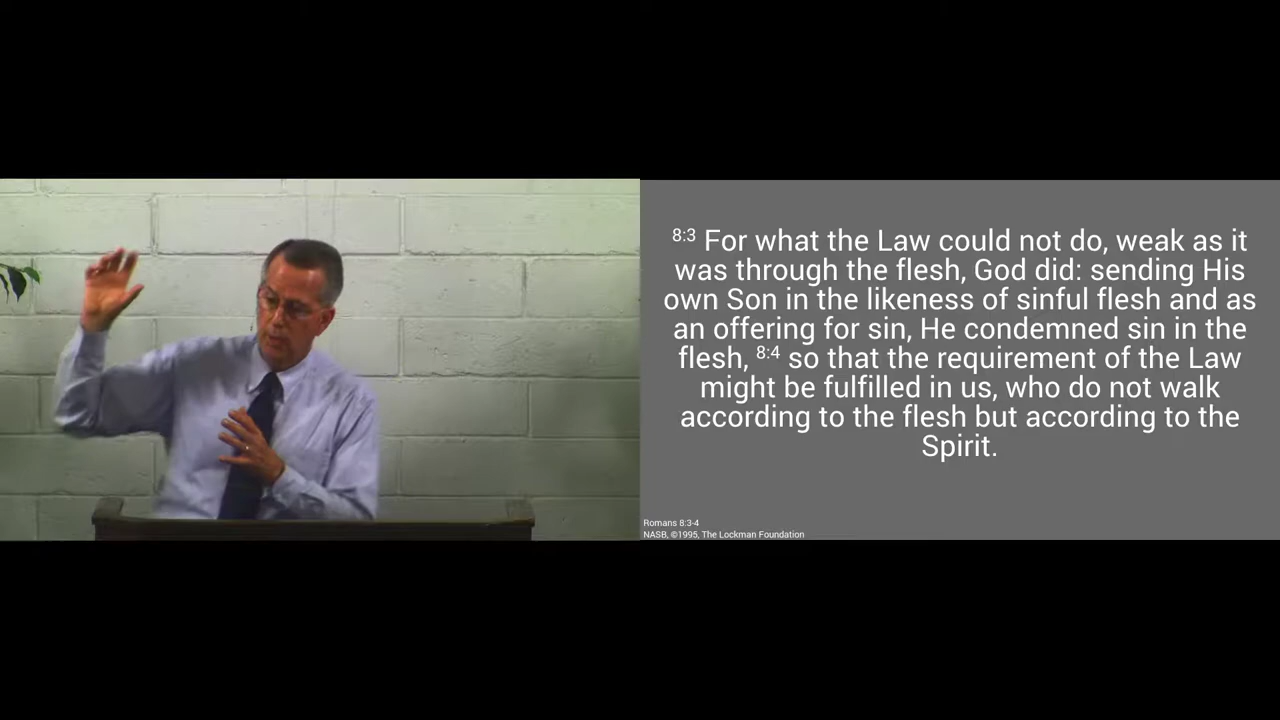 8:3 For what the Law could not do, weak as it
was through the flesh, God did: sending His
own Son in the likeness of sinful flesh and as
an offering for sin, He condemned sin in the
flesh, 8:4 so that the requirement of the Law
might be fulfilled in us, who do not walk
according to the flesh but according to the
Spirit.
Romans 8:3-4
NASB, ©1995, The Lockman Foundation